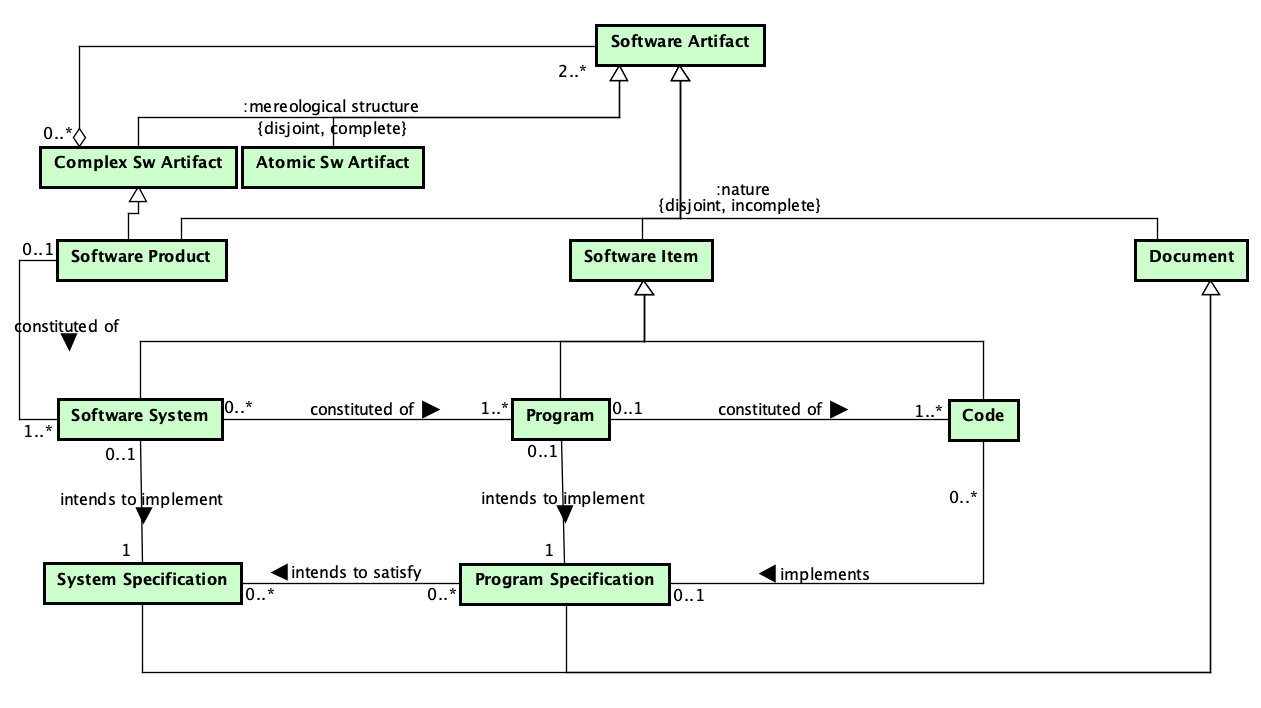 Software Artifact
2..*
:mereological structure
{disjoint, complete}
0..*
Complex Sw Artifact
Atomic Sw Artifact
:nature
{disjoint, incomplete}
0..1
Software Product
Software Item
Document
constituted of
Software System
0..*
constituted of
1..*
Program
0..1
constituted of
1..*
Code
1..*
0..1
0..1
intends to implement
intends to implement
0..*
1
1
System Specification
intends to satisfy
Program Specification
implements
0..*
0..*
0..1